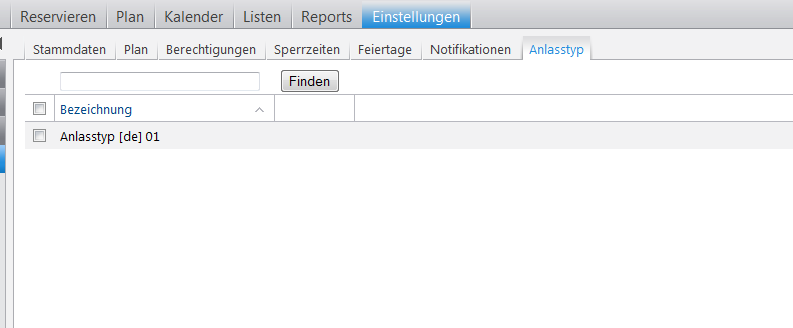 Reservieren Plan Kalender Listen Reports Einstellungen
Stammdaten Plan Berechtigungen Sperrzeiten Feiertage Notifikationen Anlasstyp
Finden
Bezeichnung
Anlasstyp [de] 01